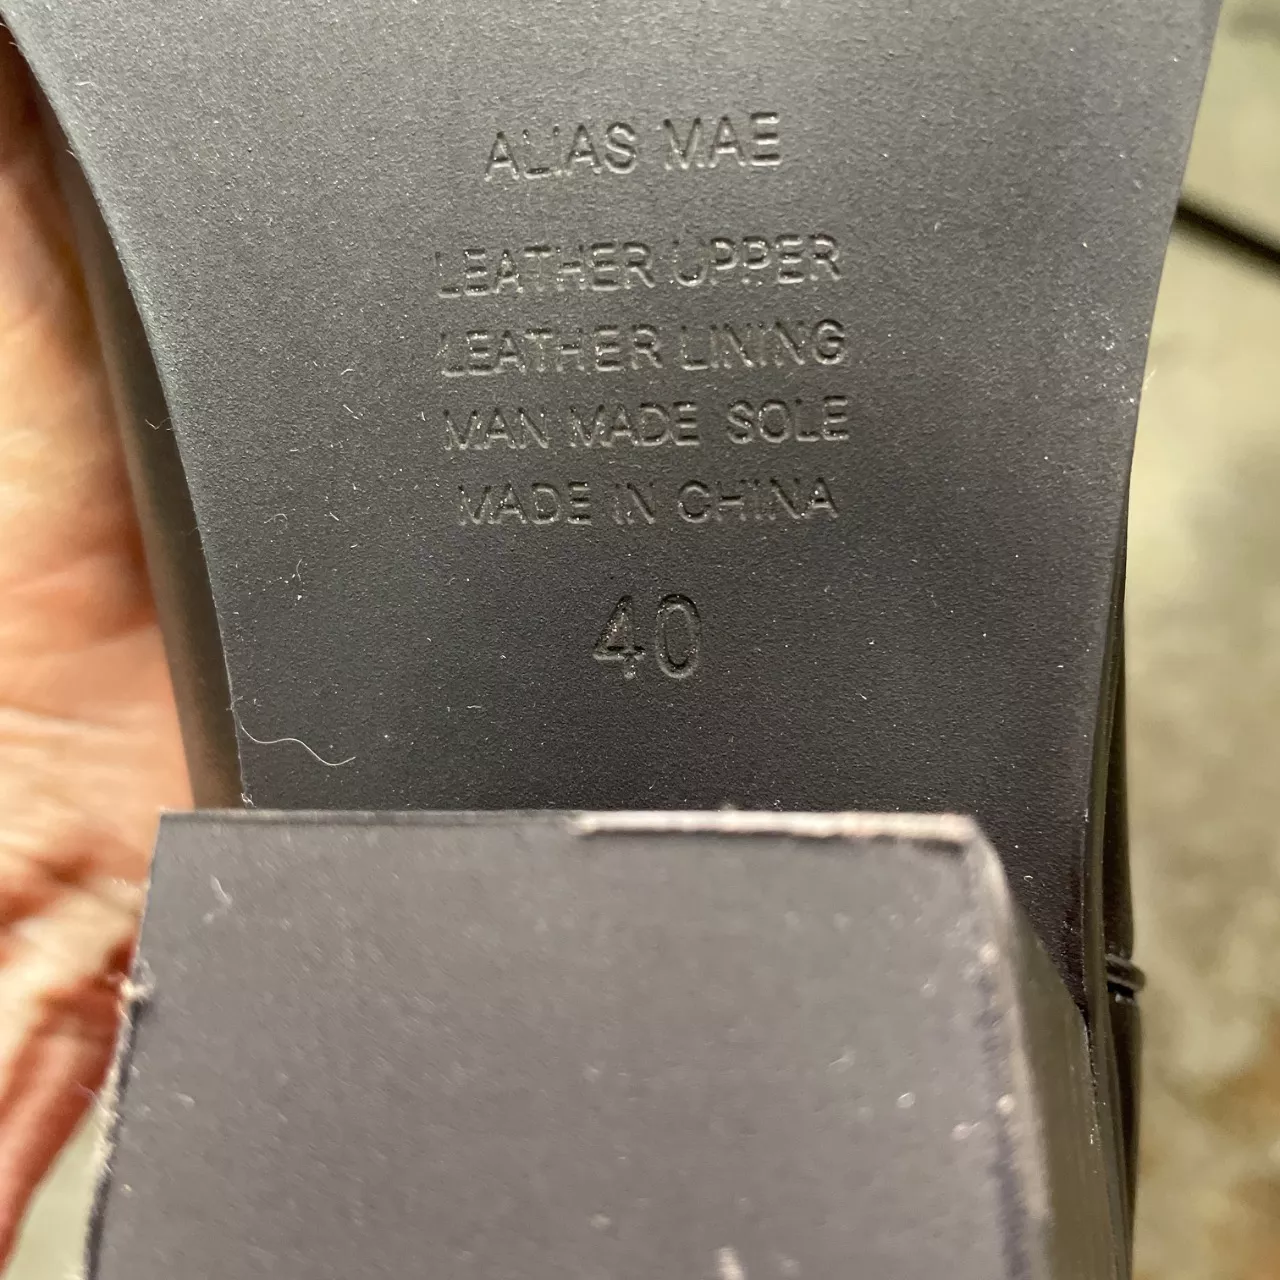 ALIAS MAE
LEATHER UPPER
LEATHER LINING
MAN MADE SOLE
MADE IN CHINA
40